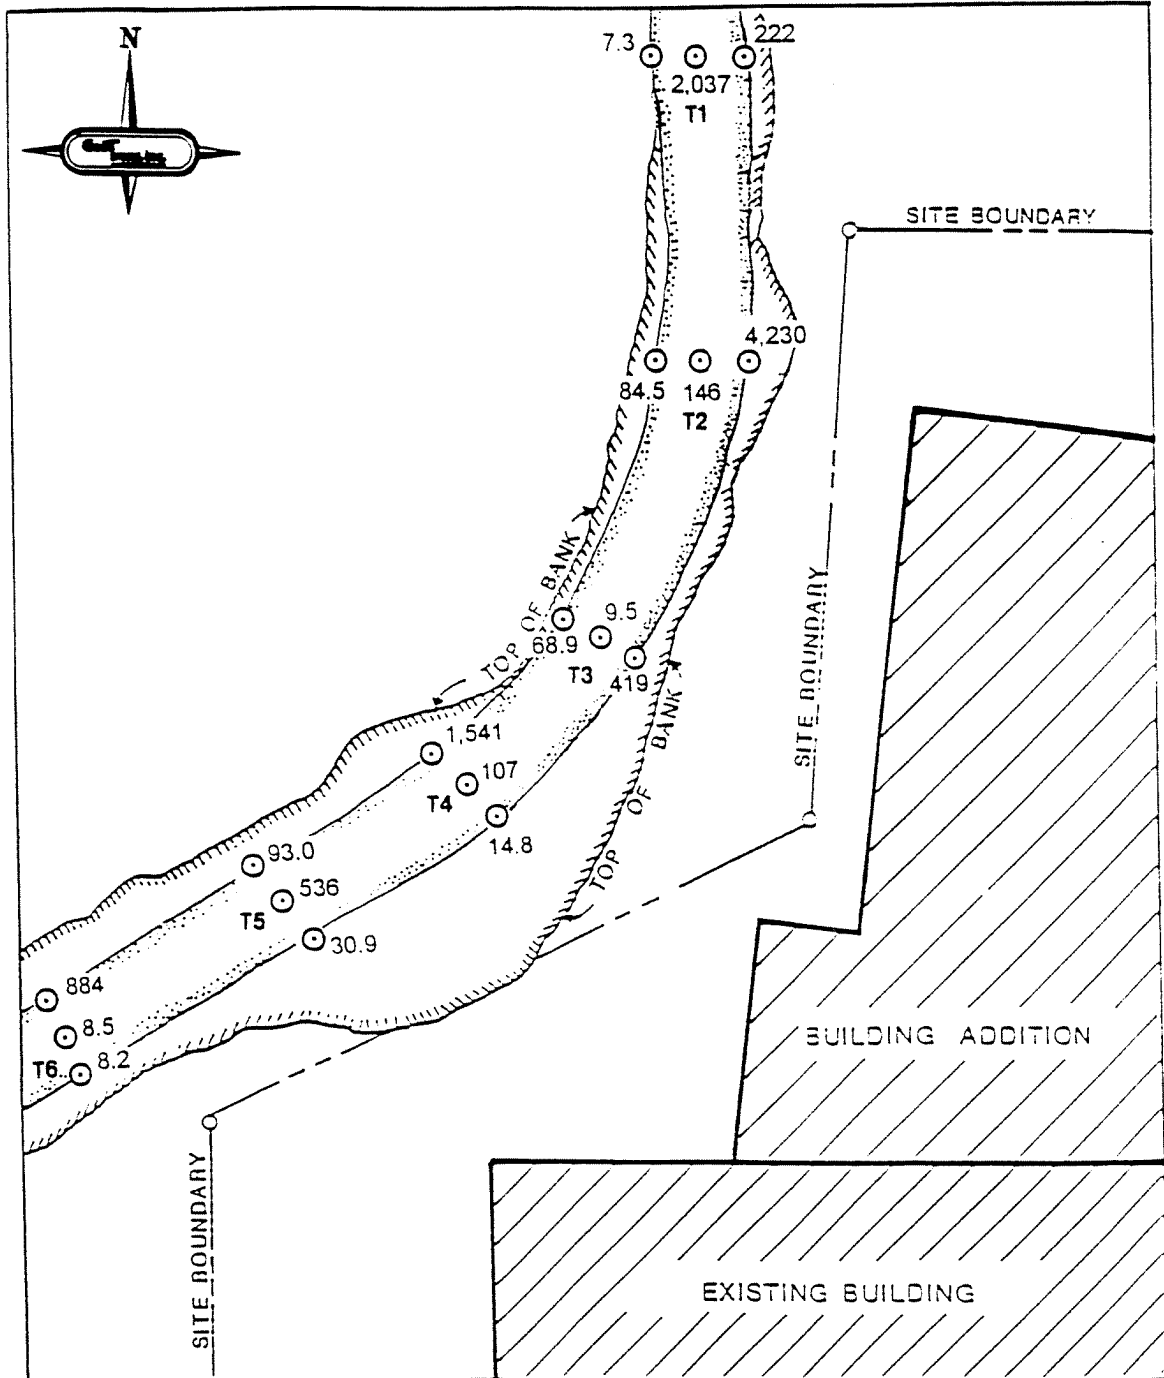 N
7.3
222
2,037
T1
SITE BOUNDARY
4,230
84.5
146
T2
TOP OF BANK
9.5
68.9
T3
419
SITE BOUNDARY
TOP OF BANK
1,541
107
T4
14.8
93.0
536
T5
30.9
884
8.5
T6
8.2
BUILDING ADDITION
SITE BOUNDARY
EXISTING BUILDING